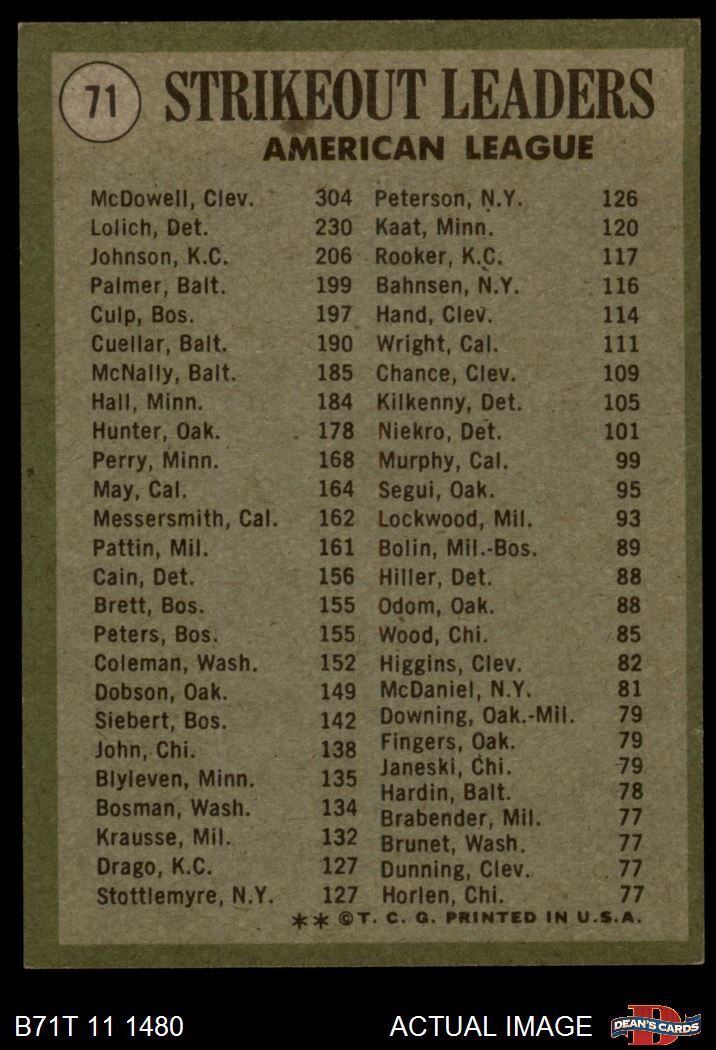 71
STRIKEOUT LEADERS
AMERICAN LEAGUE
McDowell, Clev. 304
Lolich, Det. 230
Johnson, K.C. 206
Palmer, Balt. 199
Culp, Bos. 197
Cuellar, Balt. 190
McNally, Balt. 185
Hall, Minn. 184
Hunter, Oak. 178
Perry, Minn. 168
May, Cal. 164
Messersmith, Cal. 162
Pattin, Mil. 161
Cain, Det. 156
Brett, Bos. 155
Peters, Bos. 155
Coleman, Wash. 152
Dobson, Oak. 149
Siebert, Bos. 142
John, Chi. 138
Blyleven, Minn. 135
Bosman, Wash. 134
Krausse, Mil. 132
Drago, K.C. 127
Stottlemyre, N.Y. 127
Peterson, N.Y. 126
Kaat, Minn. 120
Rooker, K.C. 117
Bahnsen, N.Y. 116
Hand, Clev. 114
Wright, Cal. 111
Chance, Clev. 109
Kilkenny, Det. 105
Niekro, Det. 101
Murphy, Cal. 99
Segui, Oak. 95
Lockwood, Mil. 93
Bolin, Mil.-Bos. 89
Hiller, Det. 88
Odom, Oak. 88
Wood, Chi. 85
Higgins, Clev. 82
McDaniel, N.Y. 81
Downing, Oak.-Mil. 79
Fingers, Oak. 79
Janeski, Chi. 79
Hardin, Balt. 78
Brabender, Mil. 77
Brunet, Wash. 77
Dunning, Clev. 77
Horlen, Chi. 77
** ©T. C. G. PRINTED IN U.S.A.
B71T 11 1480
ACTUAL IMAGE
D
DEAN'S CARDS